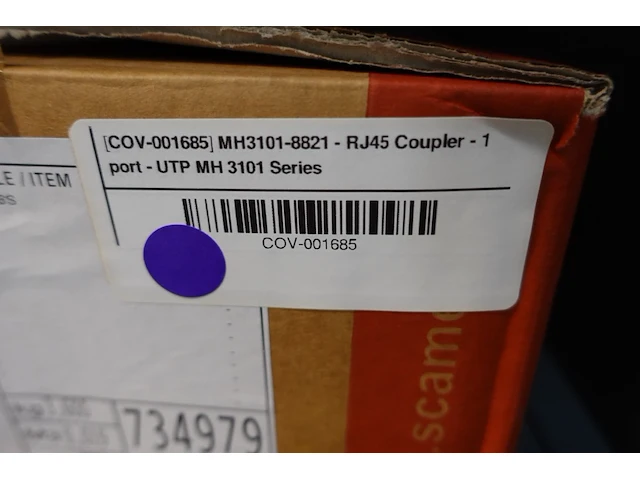 [COV-001685] MH3101-8821 - RJ45 Coupler - 1
port - UTP MH 3101 Series
COV-001685
LE / ITEM
734979
.scame